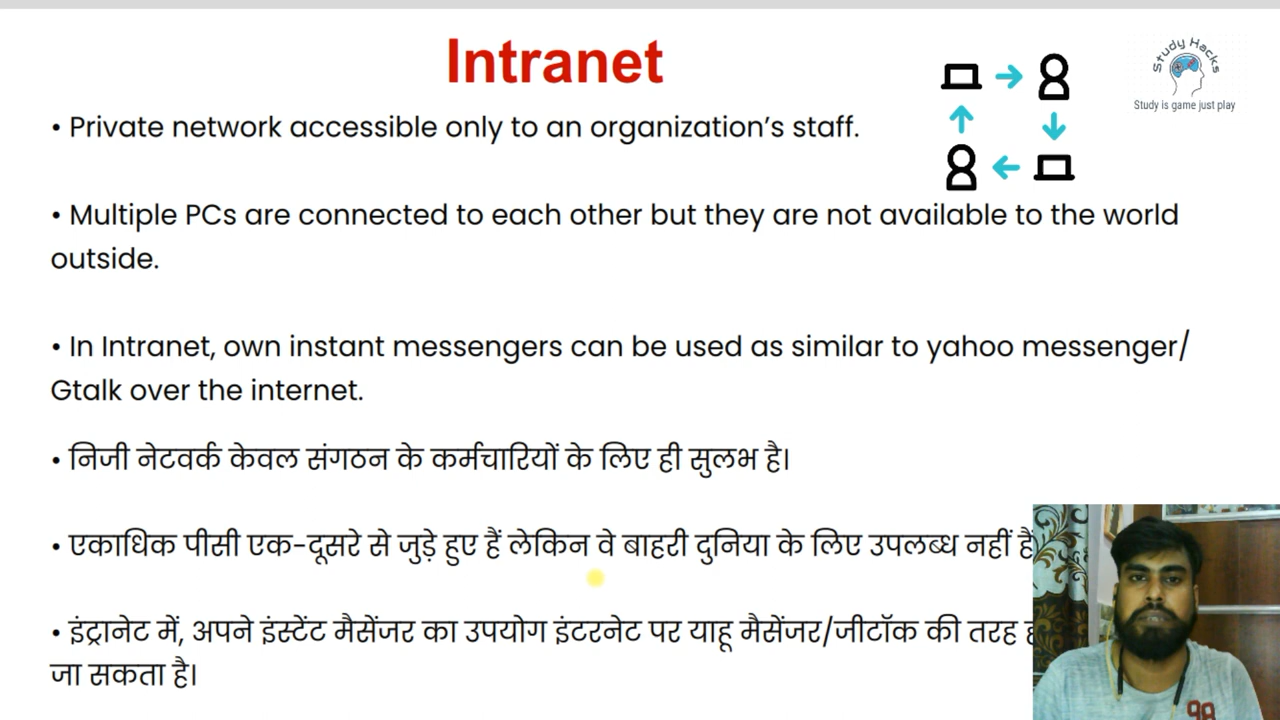 Intranet
Study Hacks
Study is game just play
• Private network accessible only to an organization's staff.
• Multiple PCs are connected to each other but they are not available to the world
outside.
• In Intranet, own instant messengers can be used as similar to yahoo messenger/
Gtalk over the internet.
• निजी नेटवर्क केवल संगठन के कर्मचारियों के लिए ही सुलभ है।
• एकाधिक पीसी एक-दूसरे से जुड़े हुए हैं लेकिन वे बाहरी दुनिया के लिए उपलब्ध नहीं हैं
• इंट्रानेट में, अपने इंस्टेंट मैसेंजर का उपयोग इंटरनेट पर याहू मैसेंजर/जीटॉक की तरह
जा सकता है।
99